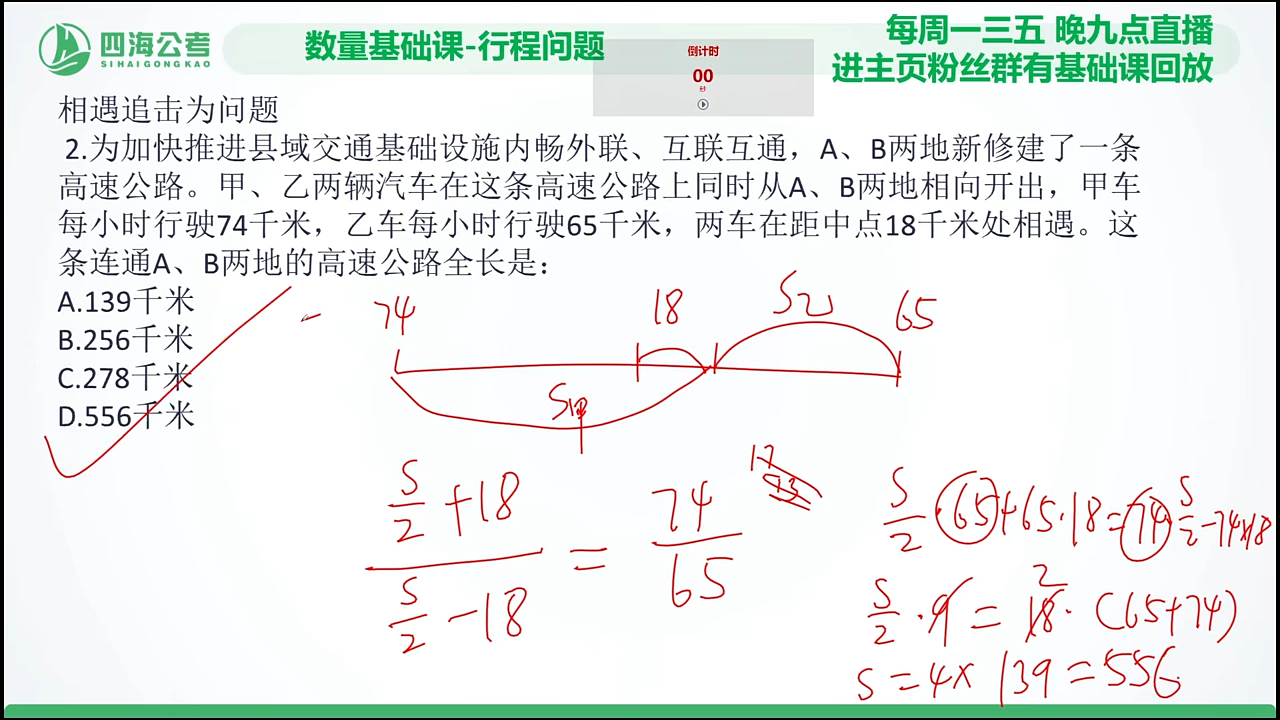 四海公考
SIHAIGONGKAO
数量基础课-行程问题
倒计时
00
秒
每周一三五 晚九点直播
进主页粉丝群有基础课回放
相遇追击为问题
2.为加快推进县域交通基础设施内畅外联、互联互通，A、B两地新修建了一条
高速公路。甲、乙两辆汽车在这条高速公路上同时从A、B两地相向开出，甲车
每小时行驶74千米，乙车每小时行驶65千米，两车在距中点18千米处相遇。这
条连通A、B两地的高速公路全长是：
A.139千米
B.256千米
C.278千米
D.556千米
74 18 S乙 65
S甲
S/2 +18
S/2 -18
=
74
65
S/2 ·65+65·18=74·S/2-74×18
S/2 ·9= 18· (65+74)
2
S=4× 139=556